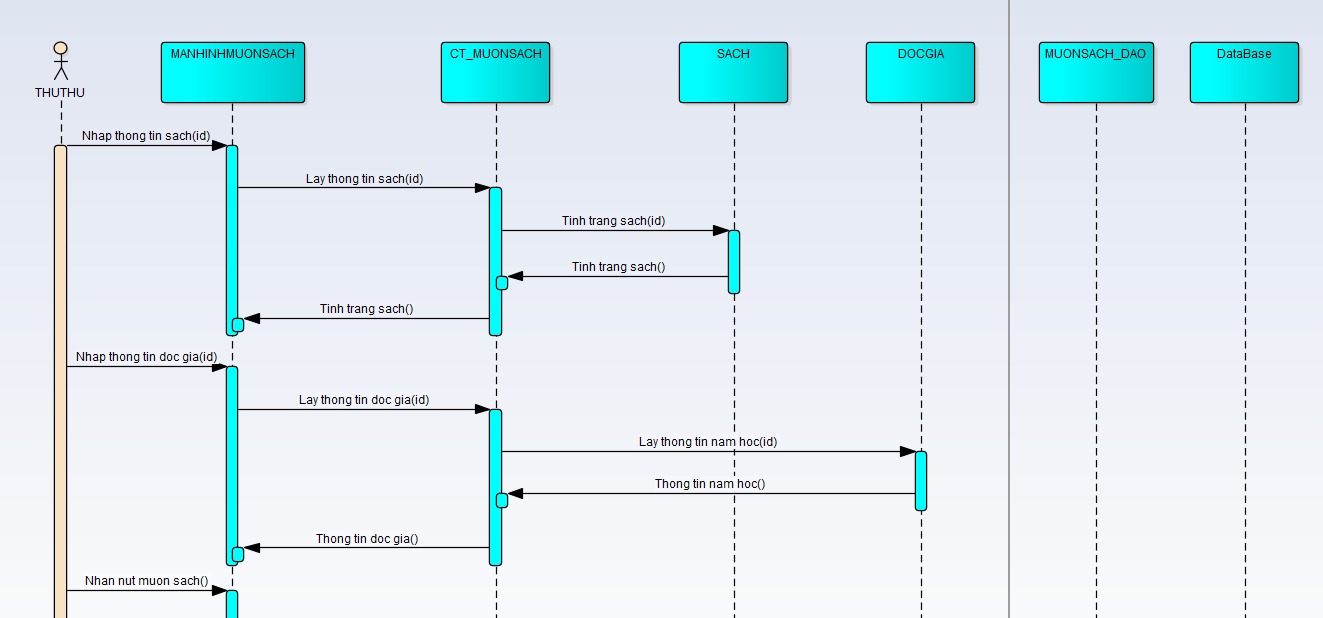 MANHINHMUONSACH
CT_MUONSACH
SACH
DOCGIA
MUONSACH_DAO
DataBase
THUTHU
Nhap thong tin sach(id)
Lay thong tin sach(id)
Tinh trang sach(id)
Tinh trang sach()
Tinh trang sach()
Nhap thong tin doc gia(id)
Lay thong tin doc gia(id)
Lay thong tin nam hoc(id)
Thong tin nam hoc()
Thong tin doc gia()
Nhan nut muon sach()